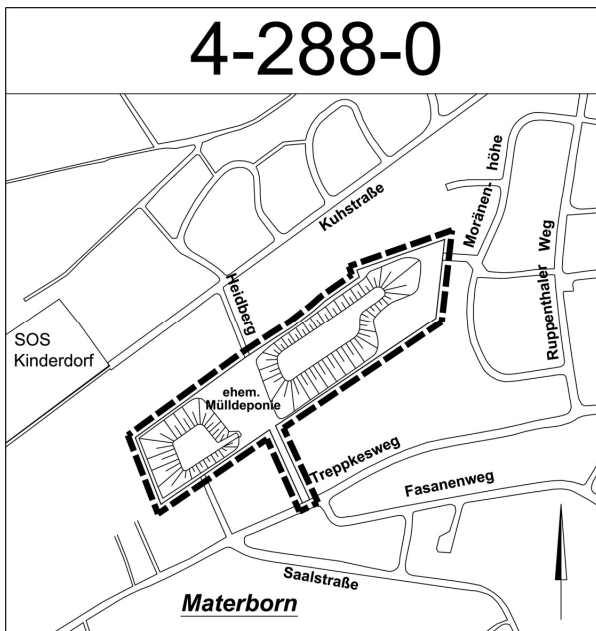 4-288-0
Kuhstraße
Moränen-
höhe
Ruppenthaler Weg
Heidberg
SOS
Kinderdorf
ehem.
Mülldeponie
Treppkesweg
Fasanenweg
Saalstraße
Materborn